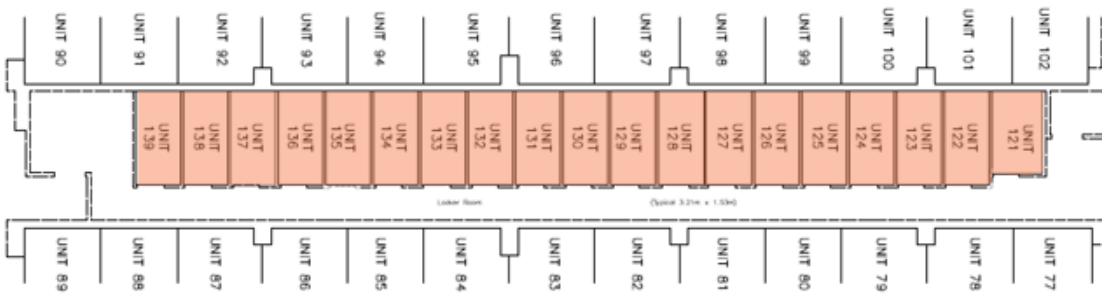 UNIT 90
UNIT 91
UNIT 92
UNIT 93
UNIT 94
UNIT 95
UNIT 96
UNIT 97
UNIT 98
UNIT 99
UNIT 100
UNIT 101
UNIT 102
UNIT
139
UNIT
138
UNIT
137
UNIT
136
UNIT
135
UNIT
134
UNIT
133
UNIT
132
UNIT
131
UNIT
130
UNIT
129
UNIT
128
UNIT
127
UNIT
126
UNIT
125
UNIT
124
UNIT
123
UNIT
122
UNIT
121
Locker Room
(Typical 3.21m x 1.53m)
UNIT 89
UNIT 88
UNIT 87
UNIT 86
UNIT 85
UNIT 84
UNIT 83
UNIT 82
UNIT 81
UNIT 80
UNIT 79
UNIT 78
UNIT 77